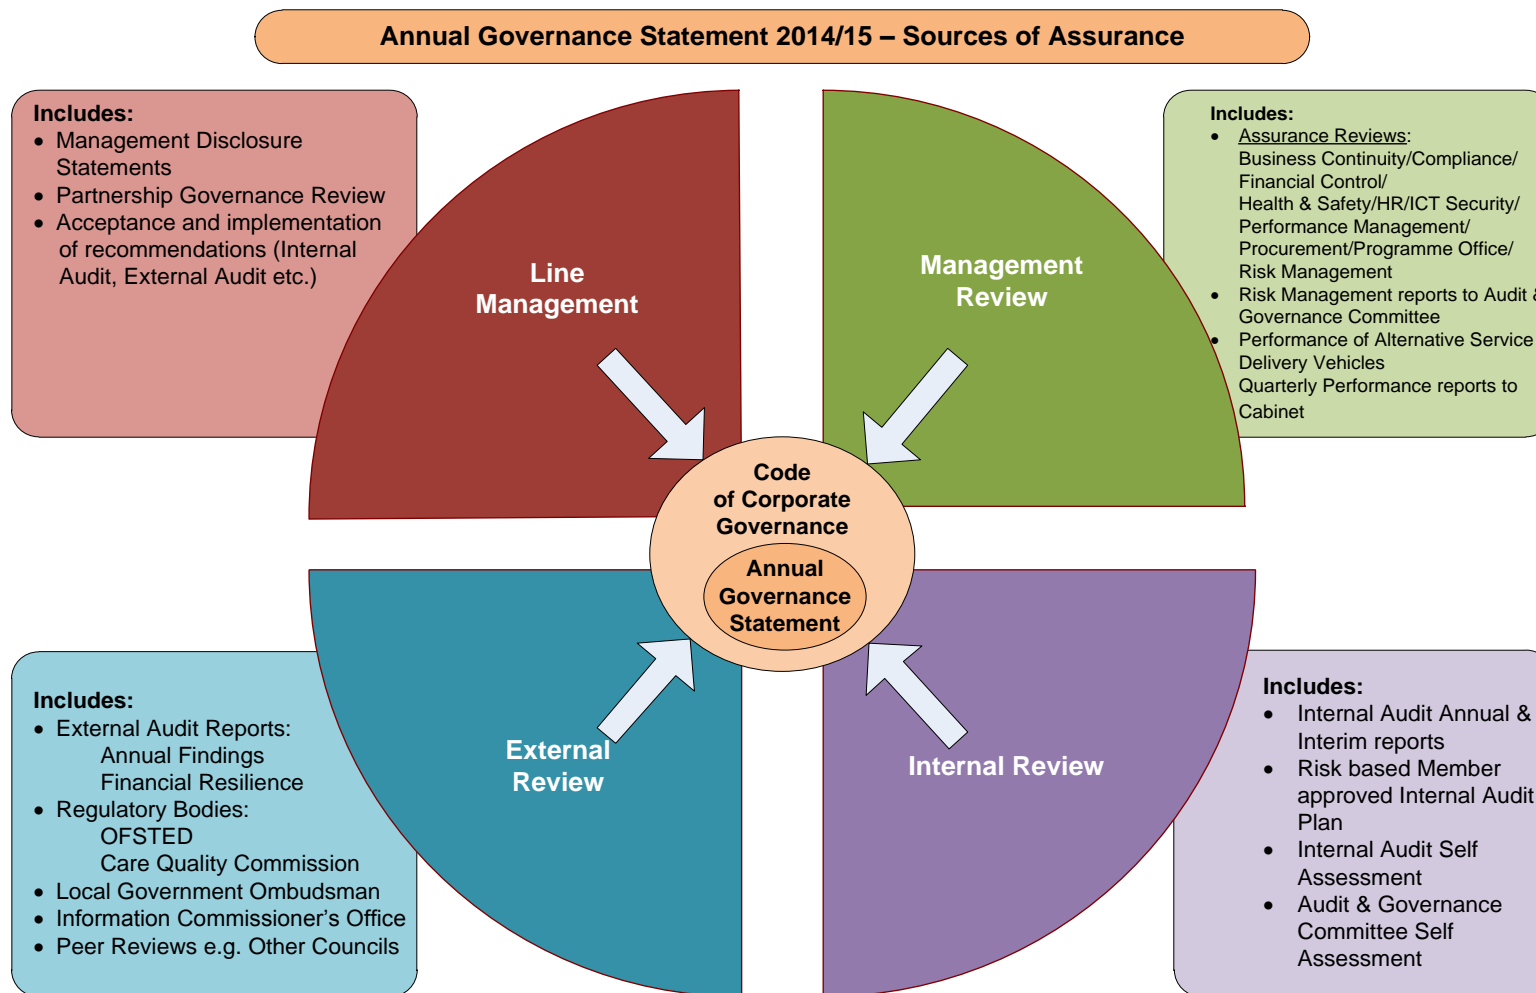 Annual Governance Statement 2014/15 – Sources of Assurance
Includes:
• Management Disclosure
Statements
• Partnership Governance Review
• Acceptance and implementation
of recommendations (Internal
Audit, External Audit etc.)
Line
Management
Management
Review
Includes:
• Assurance Reviews:
Business Continuity/Compliance/
Financial Control/
Health & Safety/HR/ICT Security/
Performance Management/
Procurement/Programme Office/
Risk Management
• Risk Management reports to Audit &
Governance Committee
• Performance of Alternative Service
Delivery Vehicles
Quarterly Performance reports to
Cabinet
Code
of Corporate
Governance
Annual
Governance
Statement
Includes:
• External Audit Reports:
Annual Findings
Financial Resilience
• Regulatory Bodies:
OFSTED
Care Quality Commission
• Local Government Ombudsman
• Information Commissioner's Office
• Peer Reviews e.g. Other Councils
External
Review
Internal Review
Includes:
• Internal Audit Annual &
Interim reports
• Risk based Member
approved Internal Audit
Plan
• Internal Audit Self
Assessment
• Audit & Governance
Committee Self
Assessment